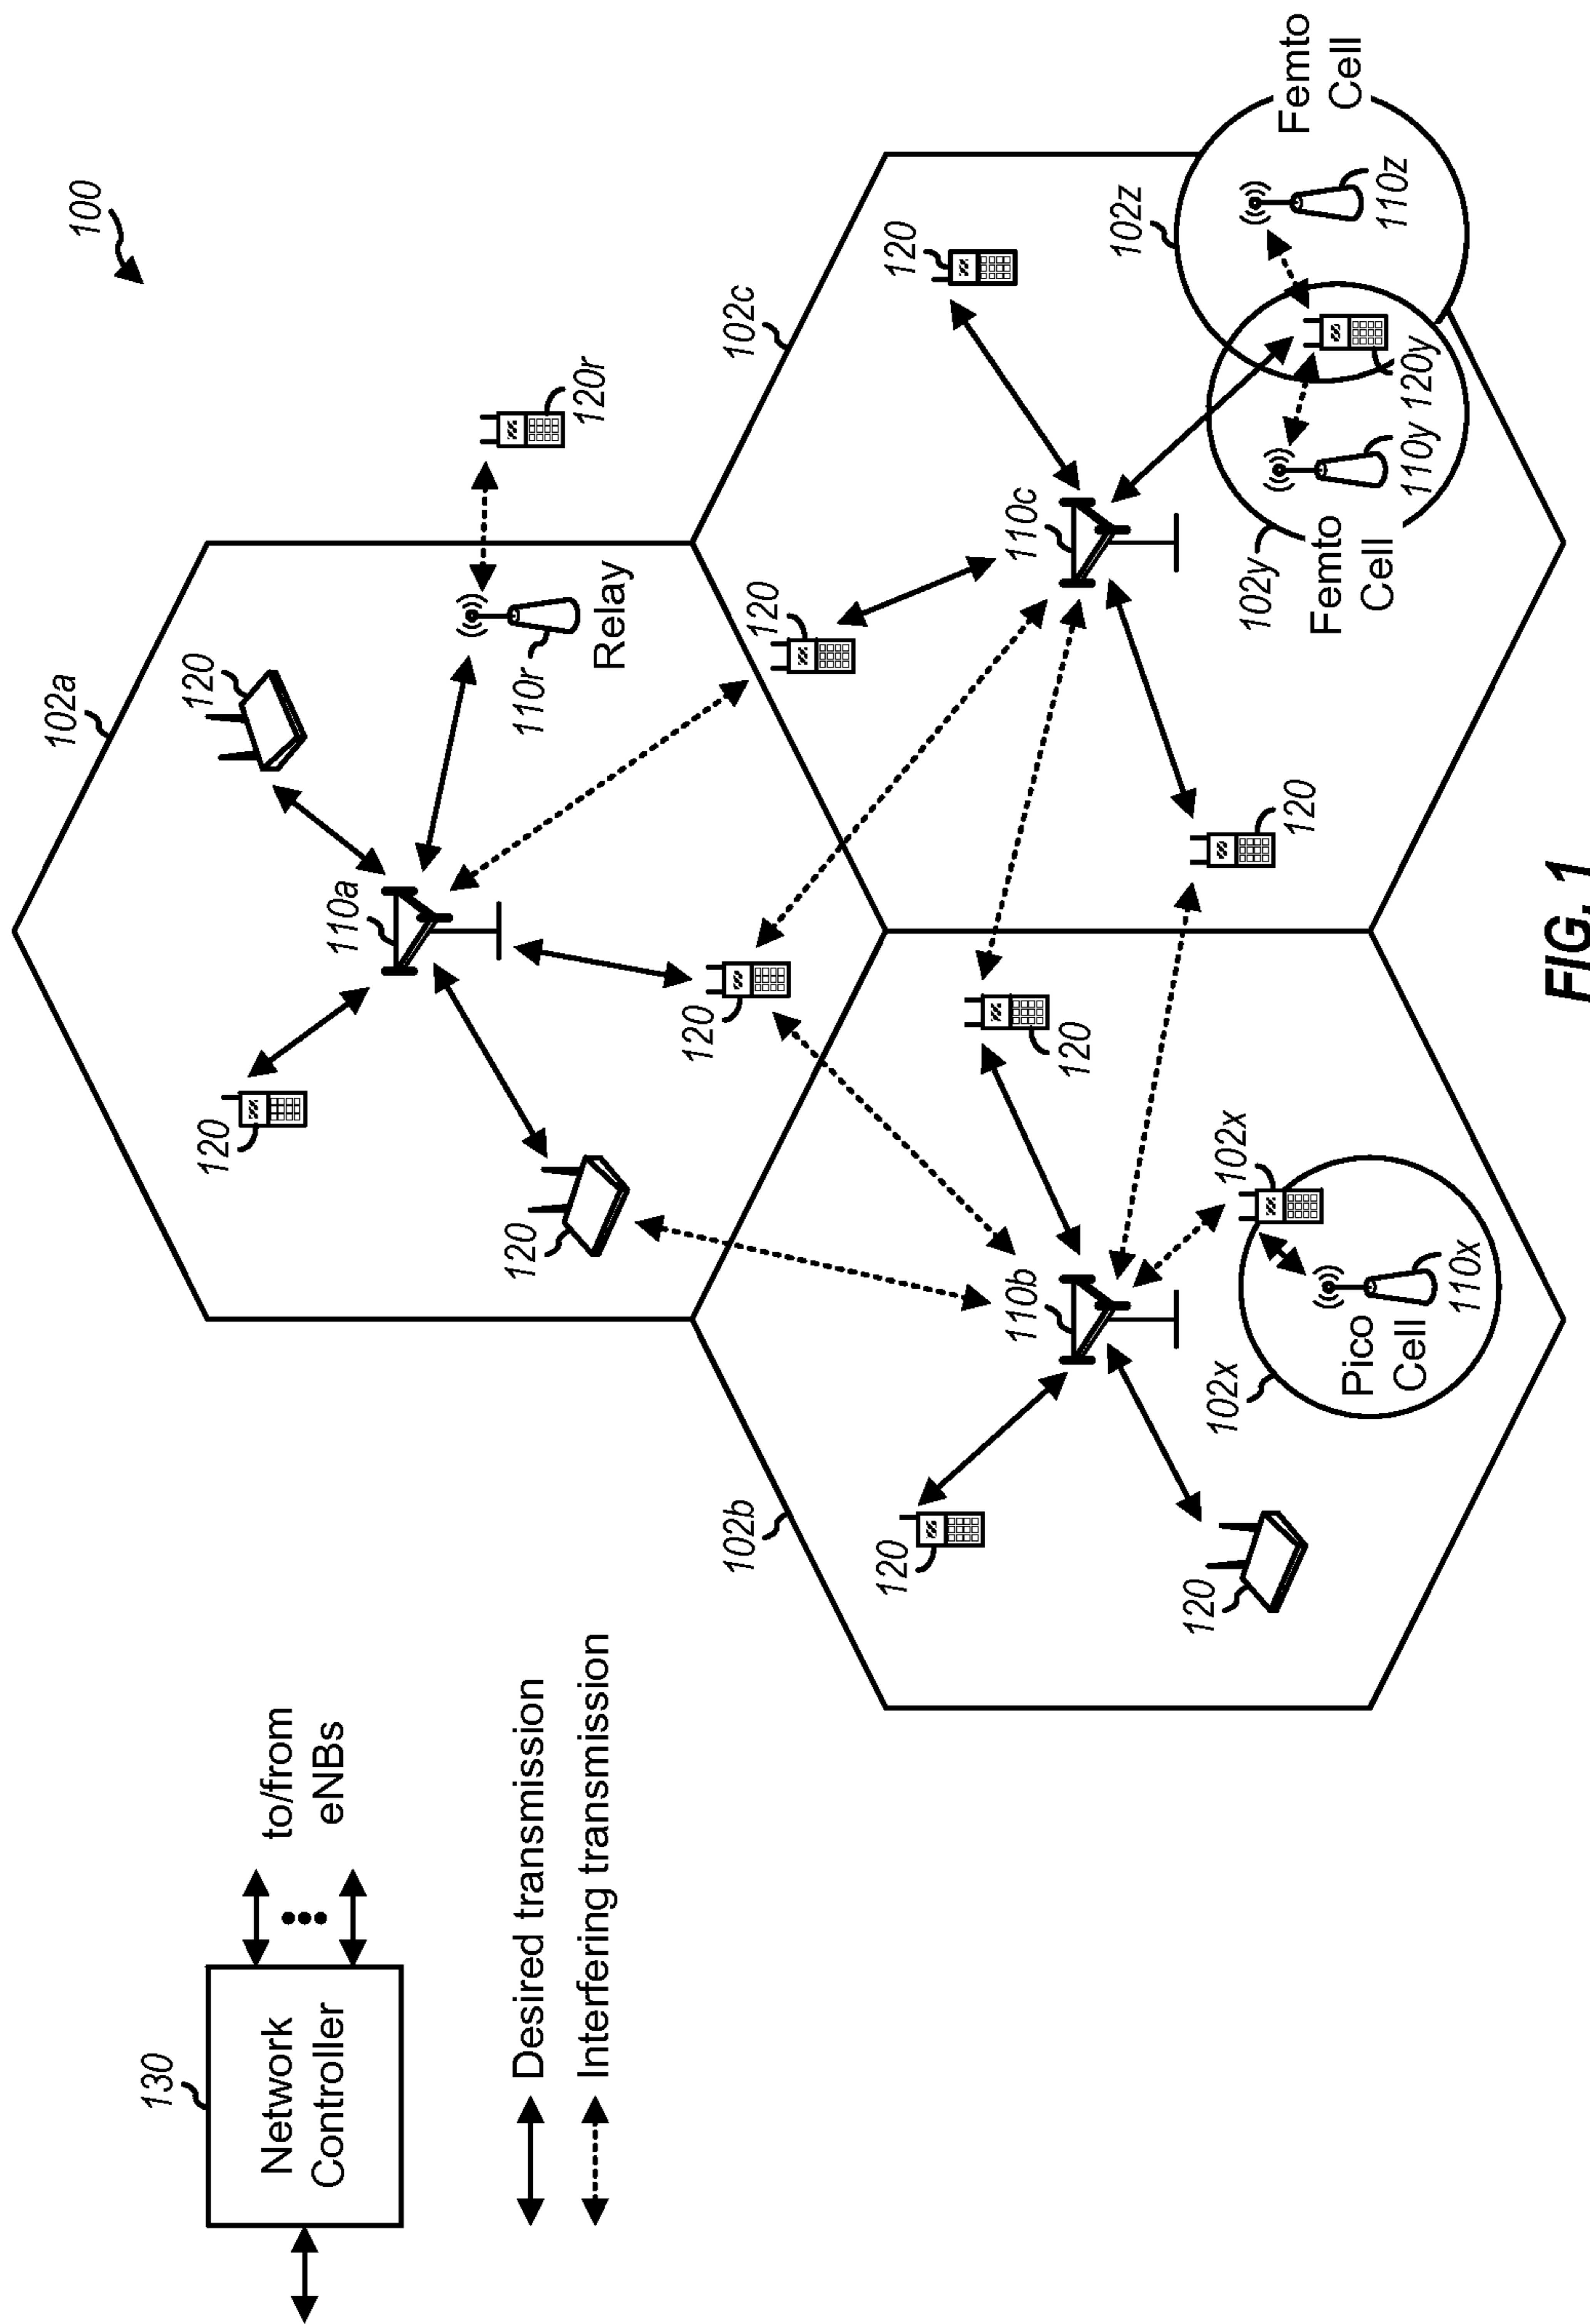 100
130
Network
Controller
to/from
eNBs
Desired transmission
Interfering transmission
102a
120
120
110a
120
110r
Relay
120r
120
102b
120
120
110b
120
120
102x
Pico
Cell
110x
102x
102c
120
120
110c
120
102y
Femto
Cell
110y
120y
102z
110z
Femto
Cell
FIG. 1